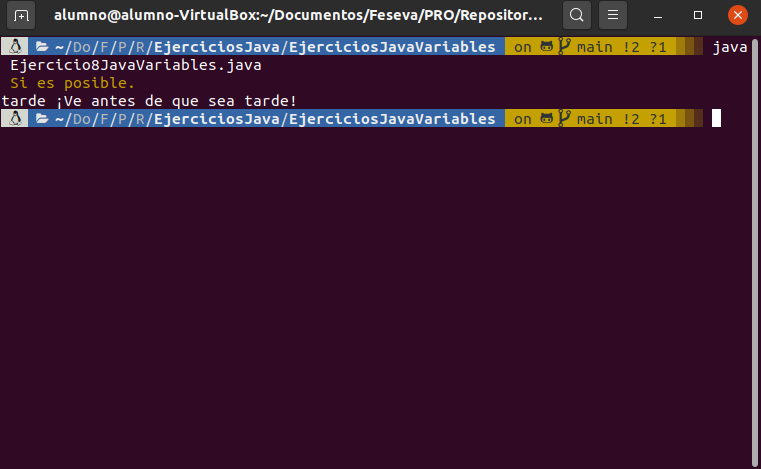 alumno@alumno-VirtualBox:~/Documentos/Feseva/PRO/Repositor...
~/Do/F/P/R/EjerciciosJava/EjerciciosJavaVariables on main !2 ?1 java
Ejercicio8JavaVariables.java
Si es posible.
tarde ¡Ve antes de que sea tarde!
~/Do/F/P/R/EjerciciosJava/EjerciciosJavaVariables on main !2 ?1